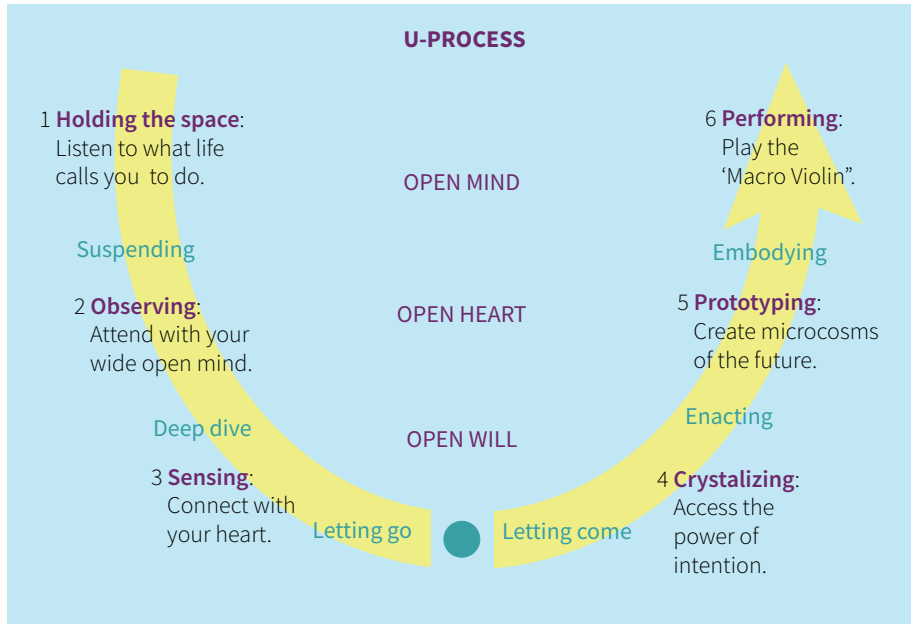 U-PROCESS
1 Holding the space:
Listen to what life
calls you to do.
Suspending
2 Observing:
Attend with your
wide open mind.
Deep dive
3 Sensing:
Connect with
your heart.
Letting go
OPEN MIND
OPEN HEART
OPEN WILL
Letting come
4 Crystalizing:
Access the
power of
intention.
Enacting
5 Prototyping:
Create microcosms
of the future.
Embodying
6 Performing:
Play the
‘Macro Violin”.